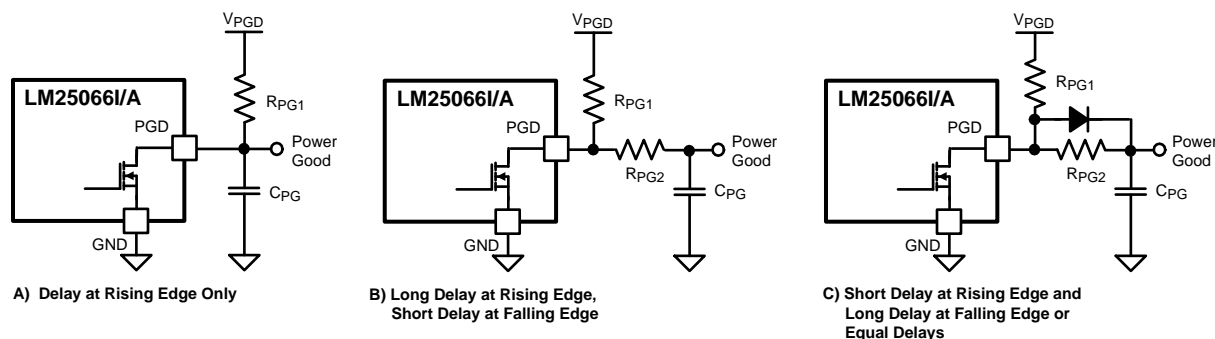 VPGD
LM25066I/A
RPG1
PGD
Power
Good
CPG
GND
A) Delay at Rising Edge Only
VPGD
LM25066I/A
RPG1
PGD
RPG2
Power
Good
CPG
GND
B) Long Delay at Rising Edge,
Short Delay at Falling Edge
VPGD
LM25066I/A
RPG1
PGD
RPG2
Power
Good
CPG
GND
C) Short Delay at Rising Edge and
Long Delay at Falling Edge or
Equal Delays